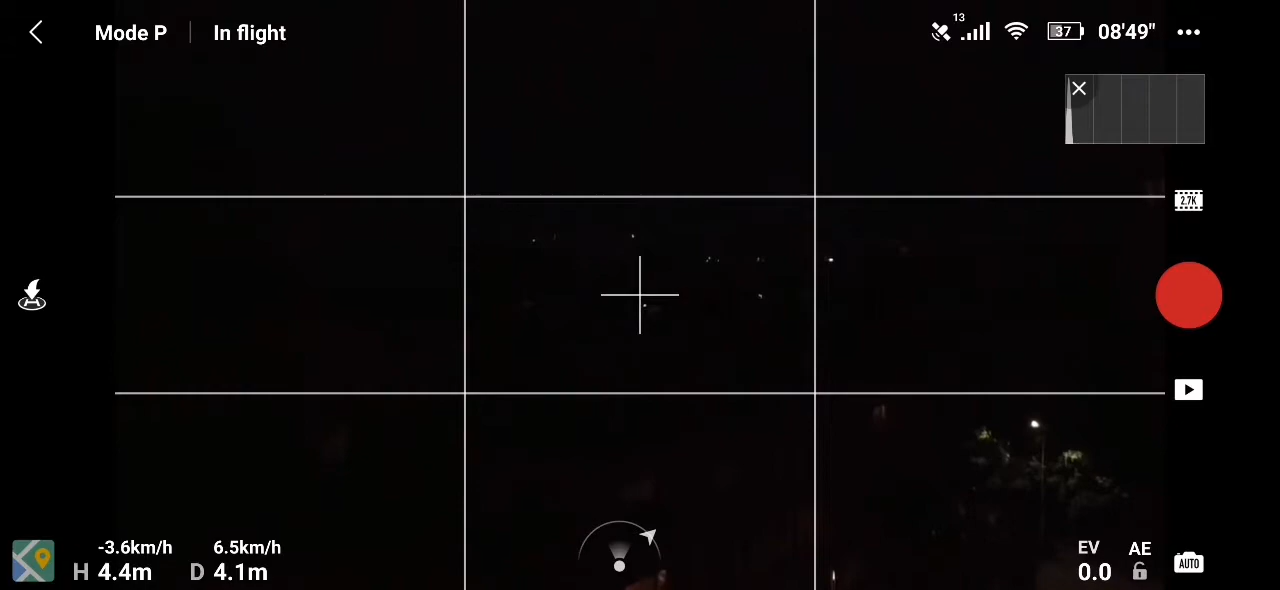 Mode P In flight 13 37 08'49"
2.7K
-3.6km/h 6.5km/h
H 4.4m D 4.1m
EV AE
0.0 AUTO